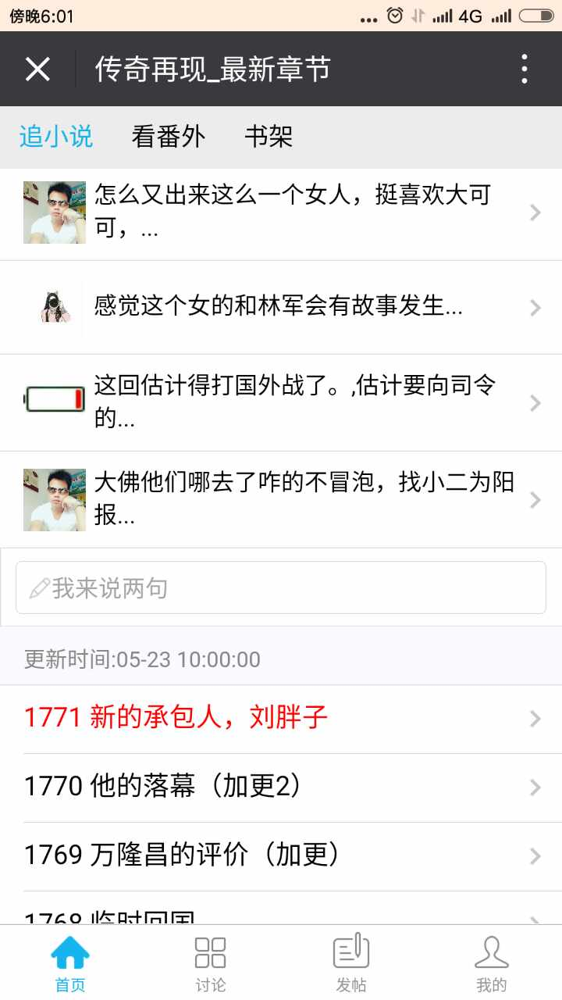 傍晚6:01
4G
传奇再现_最新章节
追小说 看番外 书架
怎么又出来这么一个女人，挺喜欢大可
可，...
感觉这个女的和林军会有故事发生...
这回估计得打国外战了。,估计要向司令
的...
大佛他们哪去了咋的不冒泡，找小二为阳
报...
我来说两句
更新时间:05-23 10:00:00
1771 新的承包人，刘胖子
1770 他的落幕（加更2）
1769 万隆昌的评价（加更）
1768 临时回国
首页 讨论 发帖 我的